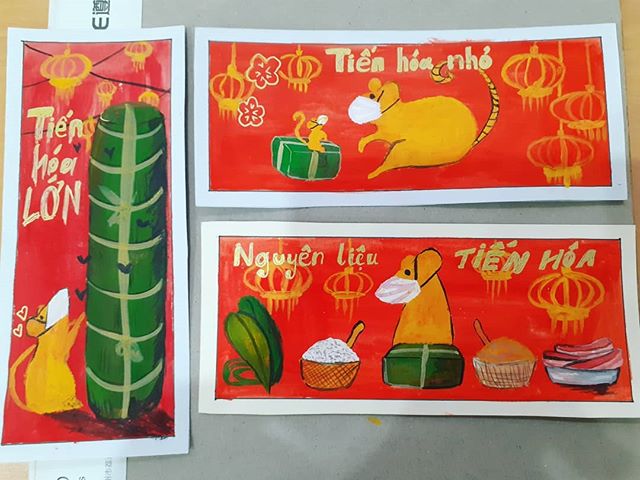 Tiến
hóa
LỚN
Tiến hóa nhỏ
Nguyên liệu TIẾN HÓA